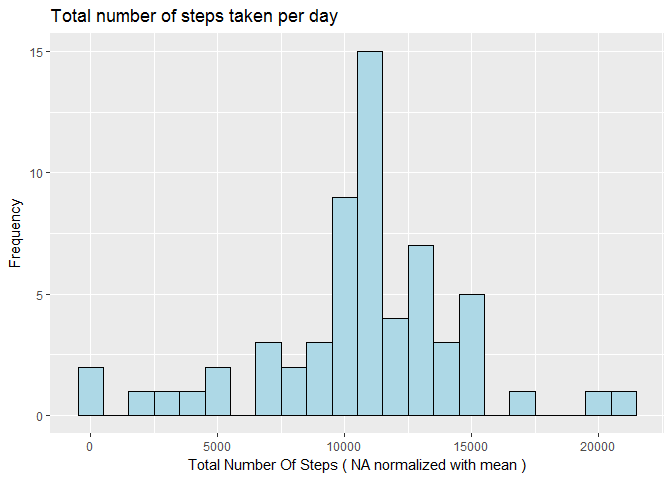 Total number of steps taken per day
15
10
5
0
Frequency
0 5000 10000 15000 20000
Total Number Of Steps ( NA normalized with mean )